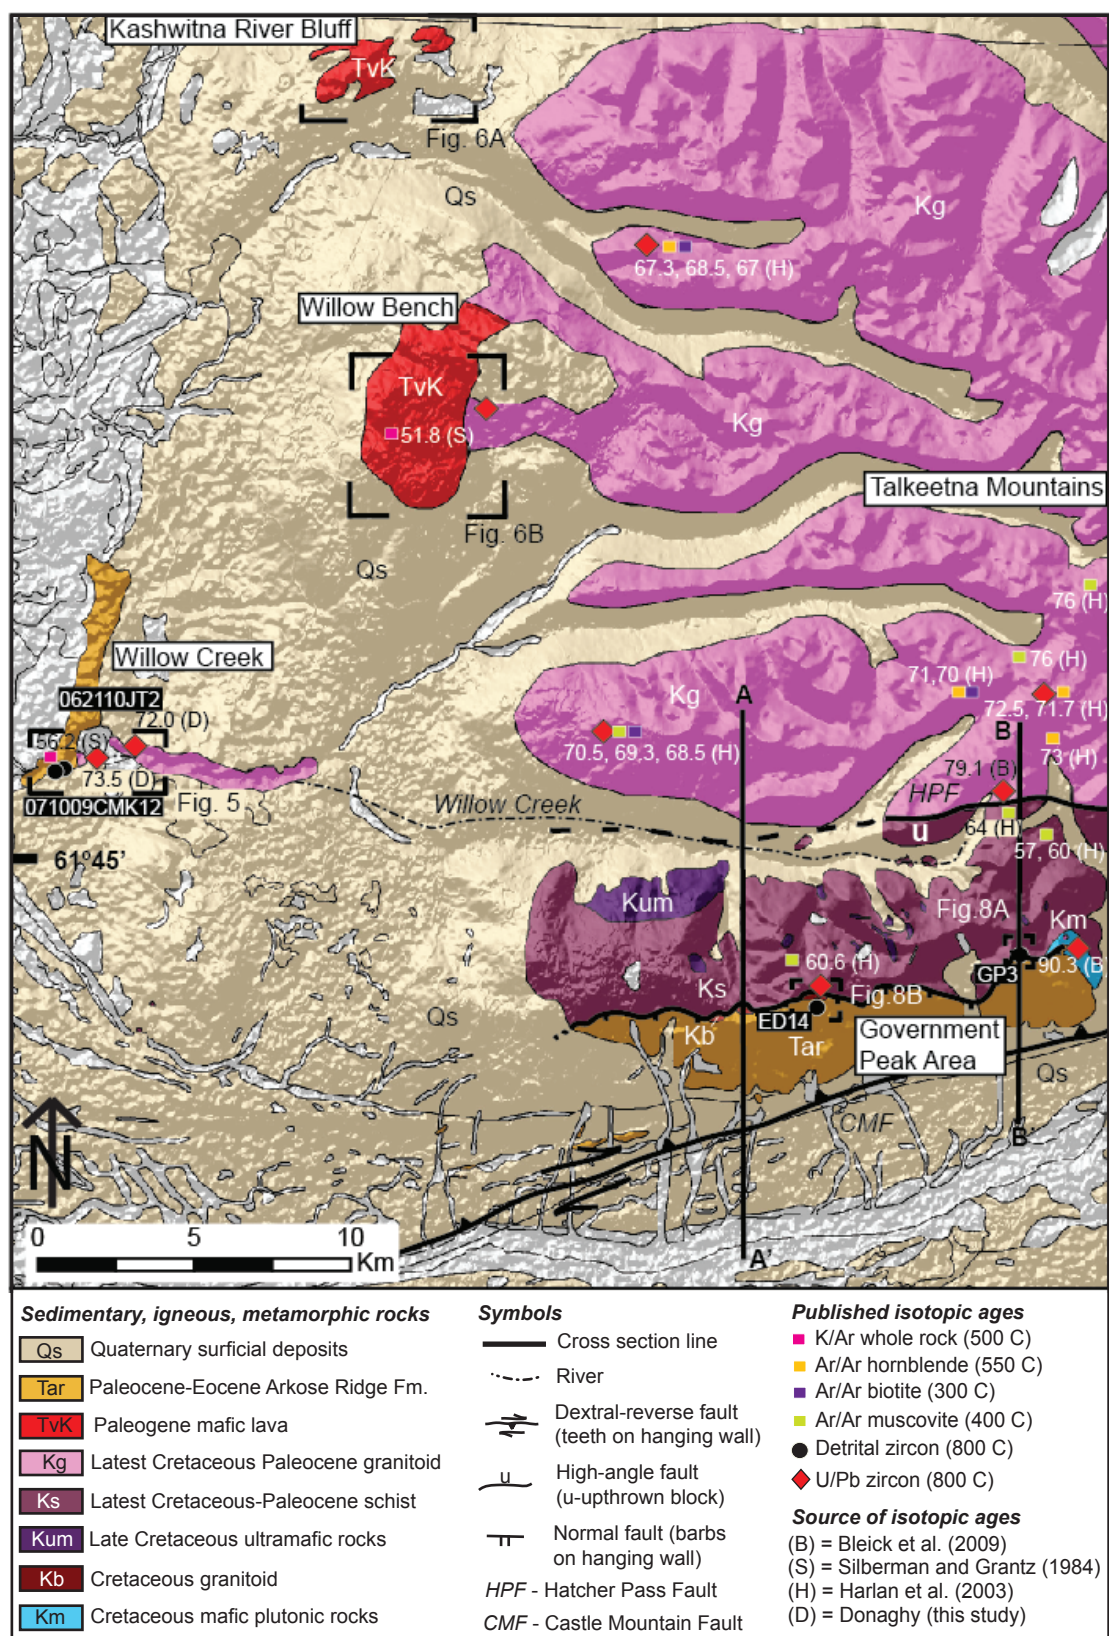 Kashwitna River Bluff
TvK
Fig. 6A
Qs
Kg
67.3, 68.5, 67 (H)
Willow Bench
TvK
Kg
51.8 (S)
Talkeetna Mountains
Fig. 6B
Qs
76 (H)
Willow Creek
76 (H)
062110JT2
Kg
A
71,70 (H)
72.0 (D)
72.5, 71.7 (H)
56.2 (S)
B
70.5, 69.3, 68.5 (H)
73 (H)
73.5 (D)
79.1 (B)
071009CMK12
Fig. 5
Willow Creek
HPF
u
64 (H)
57, 60 (H)
61º45'
Kum
Fig.8A
Km
60.6 (H)
GP3
90.3 (B
Ks
Fig.8B
Qs
ED14
Kb
Tar
Government
Peak Area
Qs
CMF
B'
N
A'
0 5 10
Km
Sedimentary, igneous, metamorphic rocks
Qs Quaternary surficial deposits
Tar Paleocene-Eocene Arkose Ridge Fm.
TvK Paleogene mafic lava
Kg Latest Cretaceous Paleocene granitoid
Ks Latest Cretaceous-Paleocene schist
Kum Late Cretaceous ultramafic rocks
Kb Cretaceous granitoid
Km Cretaceous mafic plutonic rocks
Symbols
Cross section line
River
Dextral-reverse fault
(teeth on hanging wall)
u High-angle fault
(u-upthrown block)
Normal fault (barbs
on hanging wall)
HPF - Hatcher Pass Fault
CMF - Castle Mountain Fault
Published isotopic ages
K/Ar whole rock (500 C)
Ar/Ar hornblende (550 C)
Ar/Ar biotite (300 C)
Ar/Ar muscovite (400 C)
Detrital zircon (800 C)
U/Pb zircon (800 C)
Source of isotopic ages
(B) = Bleick et al. (2009)
(S) = Silberman and Grantz (1984)
(H) = Harlan et al. (2003)
(D) = Donaghy (this study)